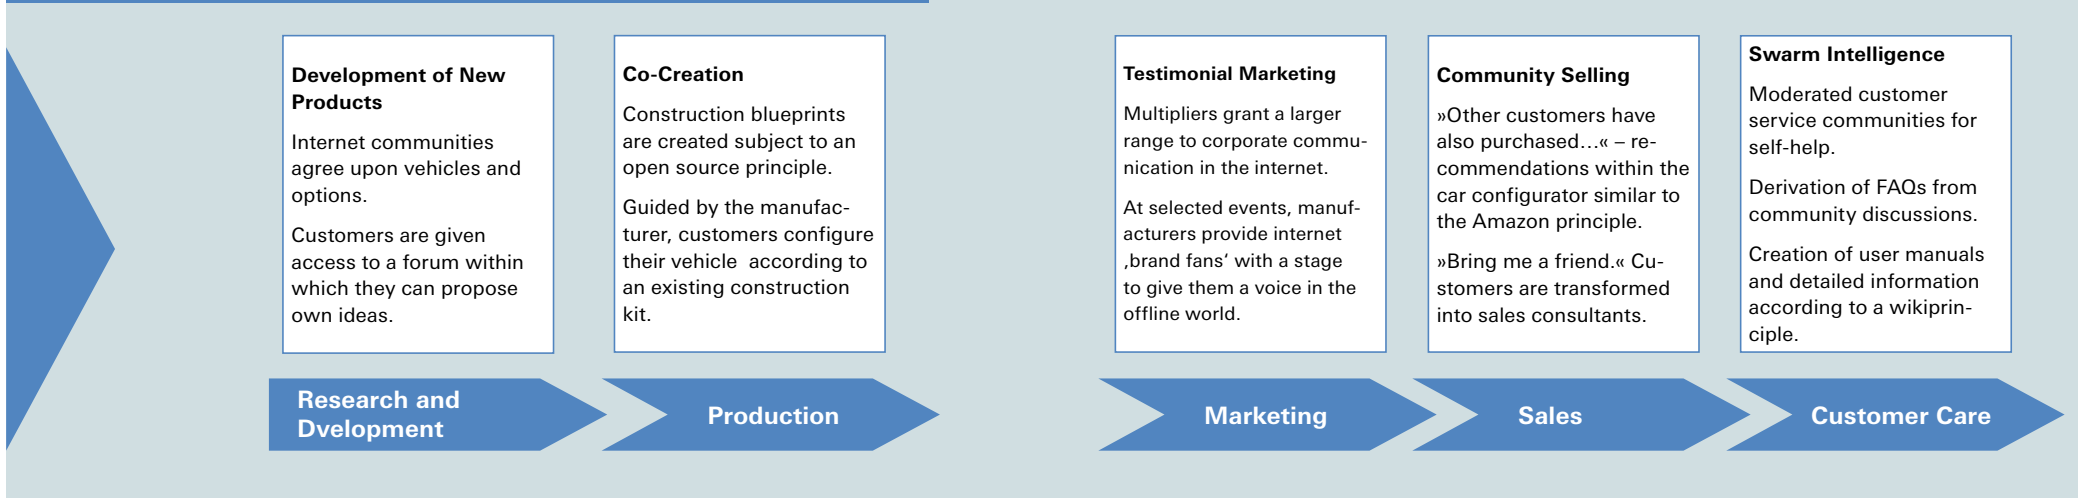 Development of New
Products
Internet communities
agree upon vehicles and
options.
Customers are given
access to a forum within
which they can propose
own ideas.
Co-Creation
Construction blueprints
are created subject to an
open source principle.
Guided by the manufac-
turer, customers configure
their vehicle  according to
an existing construction
kit.
Testimonial Marketing
Multipliers grant a larger
range to corporate commu-
nication in the internet.
At selected events, manuf-
acturers provide internet
‚brand fans‘ with a stage
to give them a voice in the
offline world.
Community Selling
»Other customers have
also purchased…« – re-
commendations within the
car configurator similar to
the Amazon principle.
»Bring me a friend.« Cu-
stomers are transformed
into sales consultants.
Swarm Intelligence
Moderated customer
service communities for
self-help.
Derivation of FAQs from
community discussions.
Creation of user manuals
and detailed information
according to a wikiprin-
ciple.
Research and
Dvelopment
Production
Marketing
Sales
Customer Care